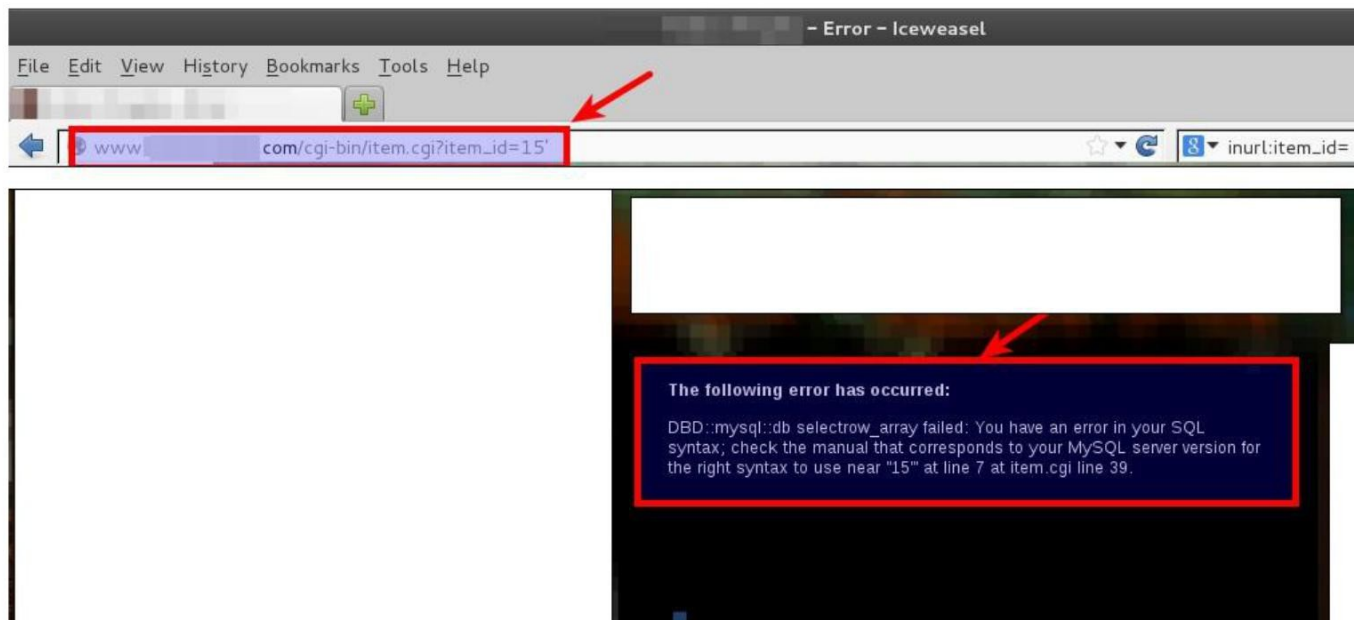 – Error – Iceweasel
File Edit View History Bookmarks Tools Help
www com/cgi-bin/item.cgi?item_id=15'
inurl:item_id=
The following error has occurred:
DBD::mysql::db selectrow_array failed: You have an error in your SQL
syntax; check the manual that corresponds to your MySQL server version for
the right syntax to use near "15'" at line 7 at item.cgi line 39.